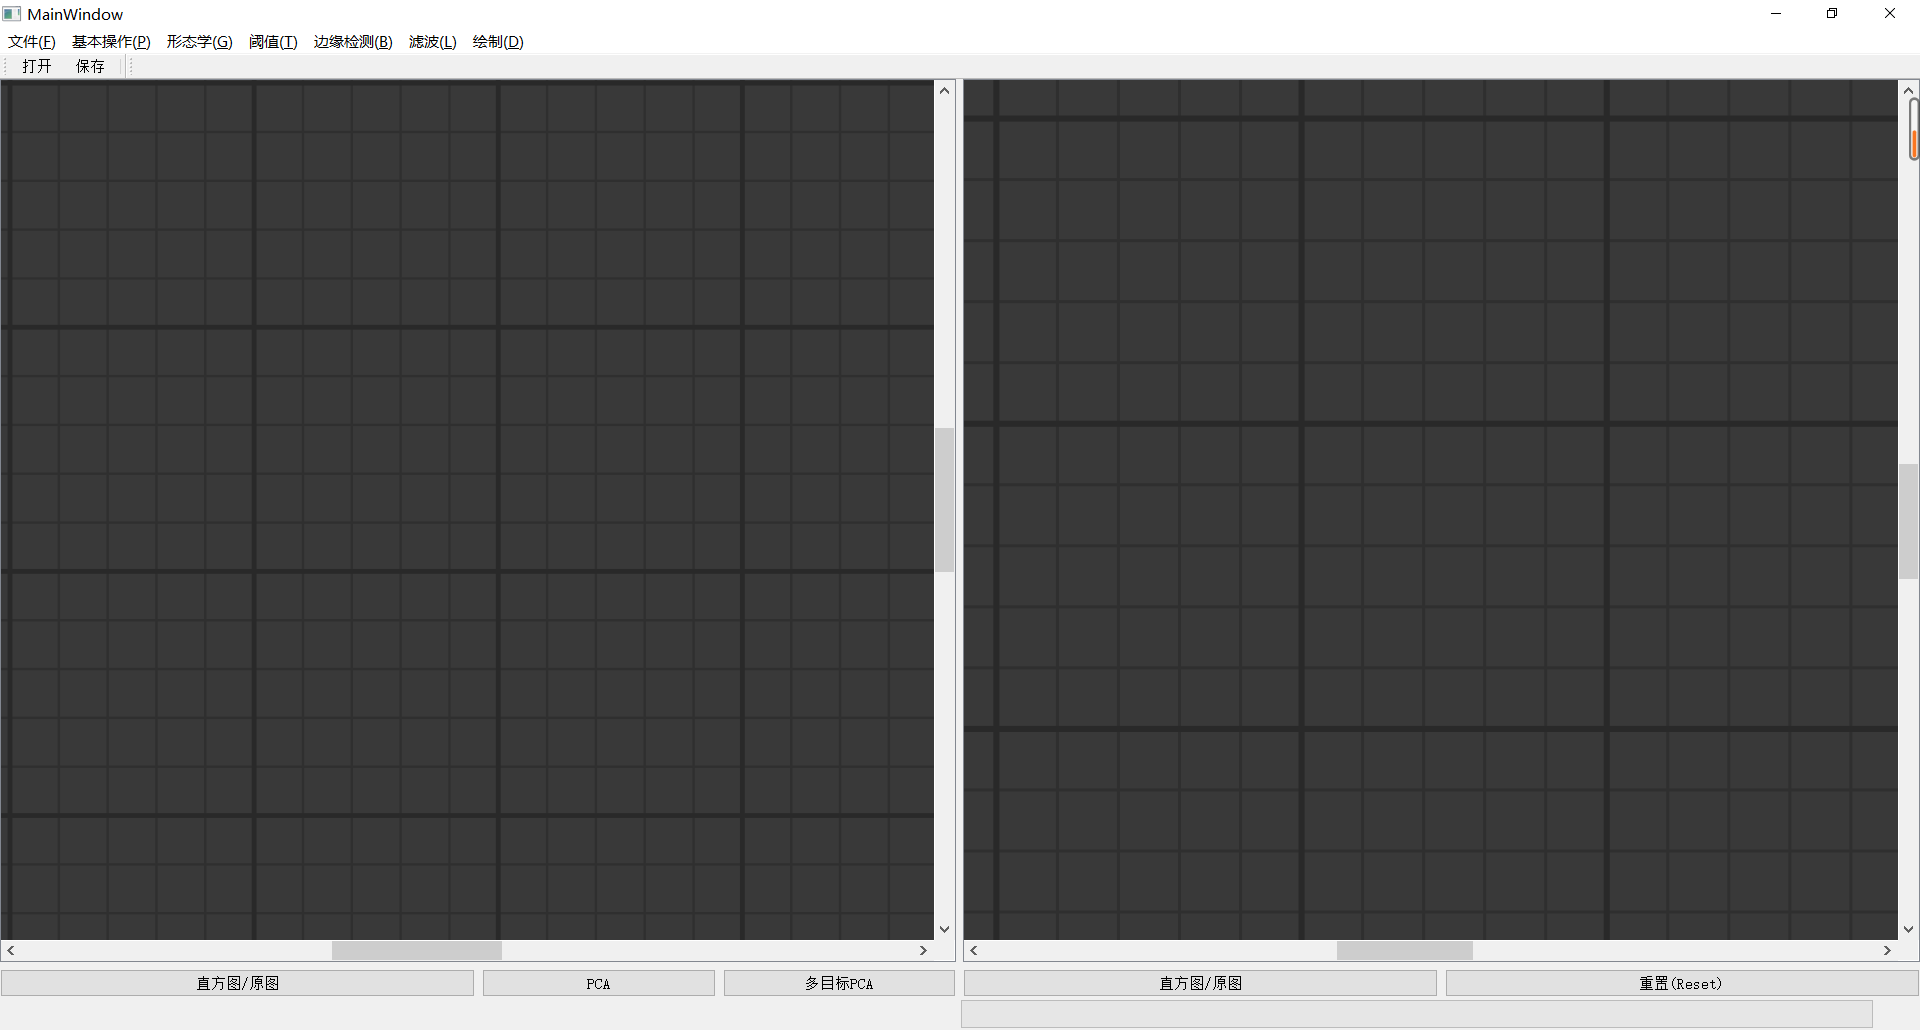 MainWindow
文件(F) 基本操作(P) 形态学(G) 阈值(T) 边缘检测(B) 滤波(L) 绘制(D)
打开 保存
直方图/原图 PCA 多目标PCA 直方图/原图 重置(Reset)